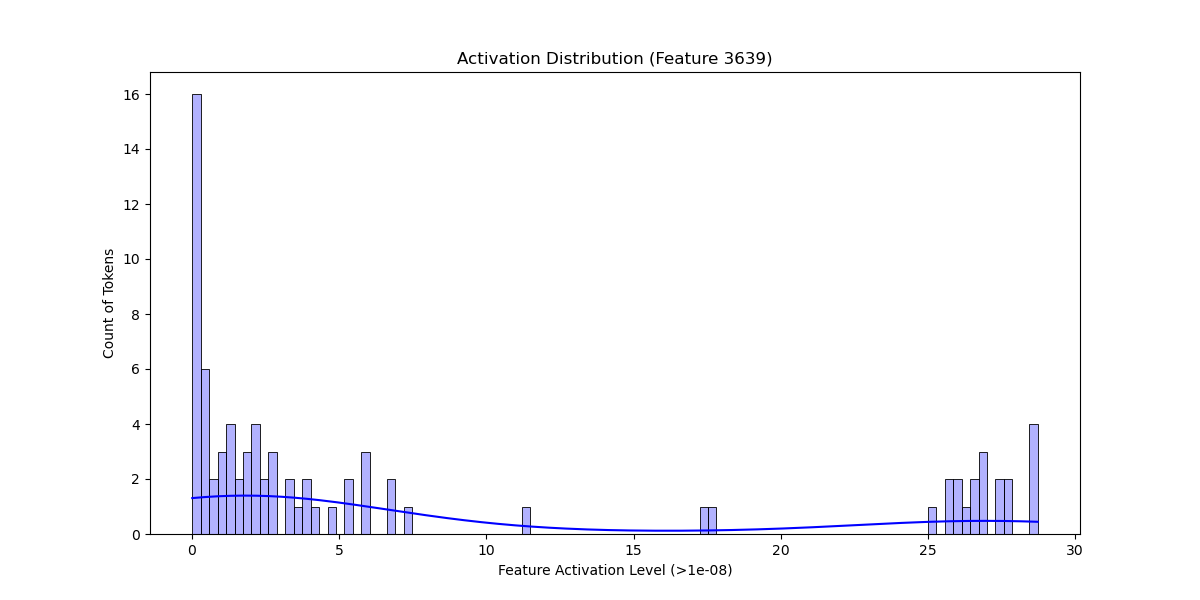 Activation Distribution (Feature 3639)
16
14
12
10
8
6
4
2
0
Count of Tokens
0 5 10 15 20 25 30
Feature Activation Level (>1e-08)